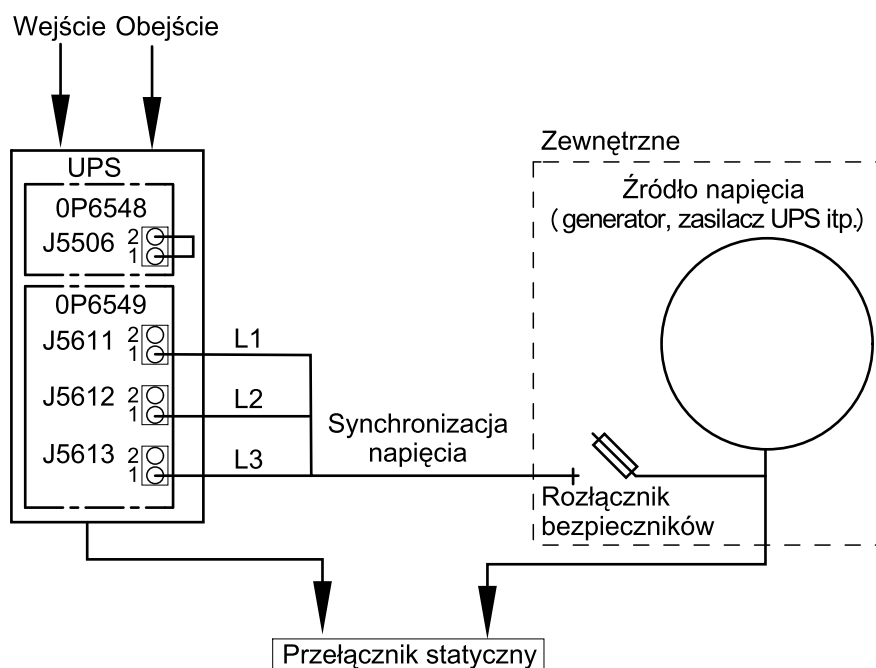 Wejście Obejście
UPS
0P6548
J5506 2
1
0P6549
J5611 2
1
L1
J5612 2
1
L2
J5613 2
1
L3
Synchronizacja
napięcia
Zewnętrzne
Źródło napięcia
(generator, zasilacz UPS itp.)
Rozłącznik
bezpieczników
Przełącznik statyczny